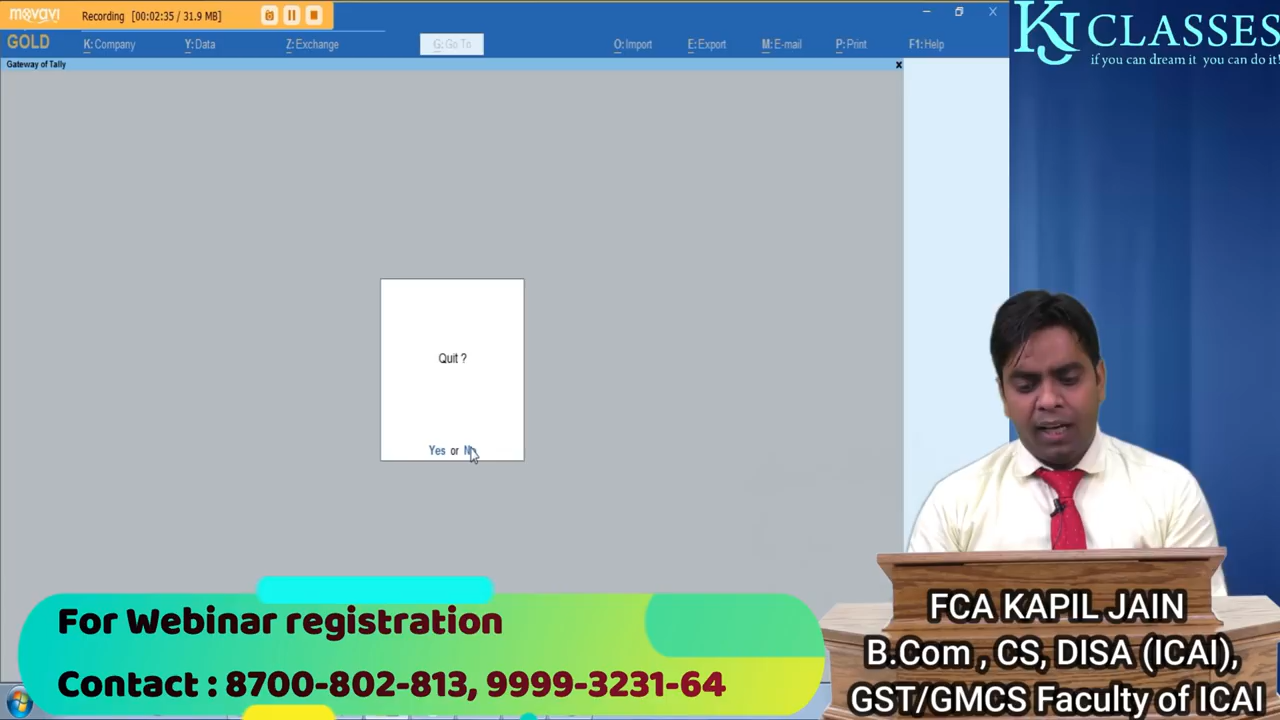 movavi
Recording [00:02:35 / 31.9 MB]
GOLD
K:Company
Y:Data
Z:Exchange
G:Go To
O:Import
E:Export
M:E-mail
P:Print
F1:Help
Gateway of Tally
x
Quit ?
Yes or No
KJ CLASSES
if you can dream it you can do it!
For Webinar registration
Contact : 8700-802-813, 9999-3231-64
FCA KAPIL JAIN
B.Com , CS, DISA (ICAI),
GST/GMCS Faculty of ICAI